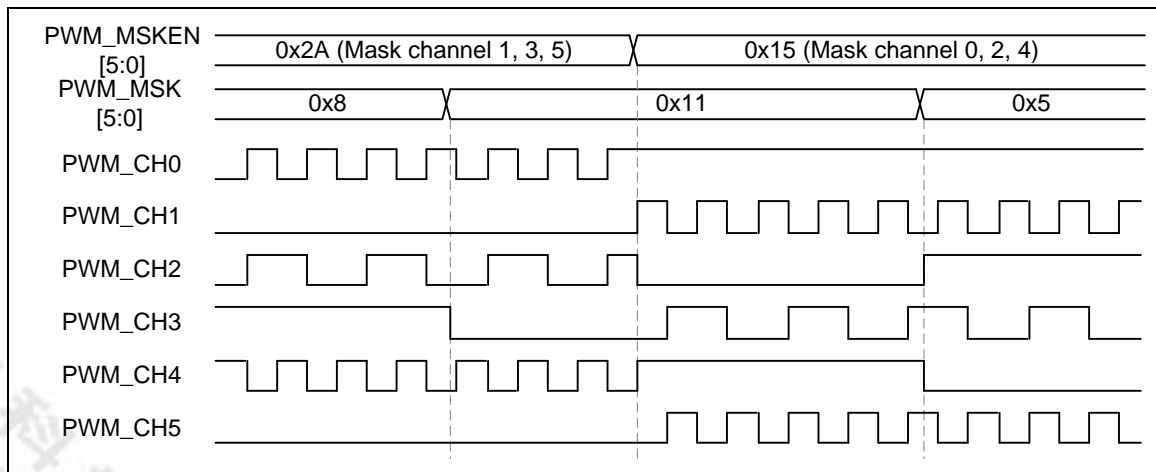 PWM_MSKEN
[5:0]
0x2A (Mask channel 1, 3, 5)
0x15 (Mask channel 0, 2, 4)
PWM_MSK
[5:0]
0x8
0x11
0x5
PWM_CH0
PWM_CH1
PWM_CH2
PWM_CH3
PWM_CH4
PWM_CH5
科